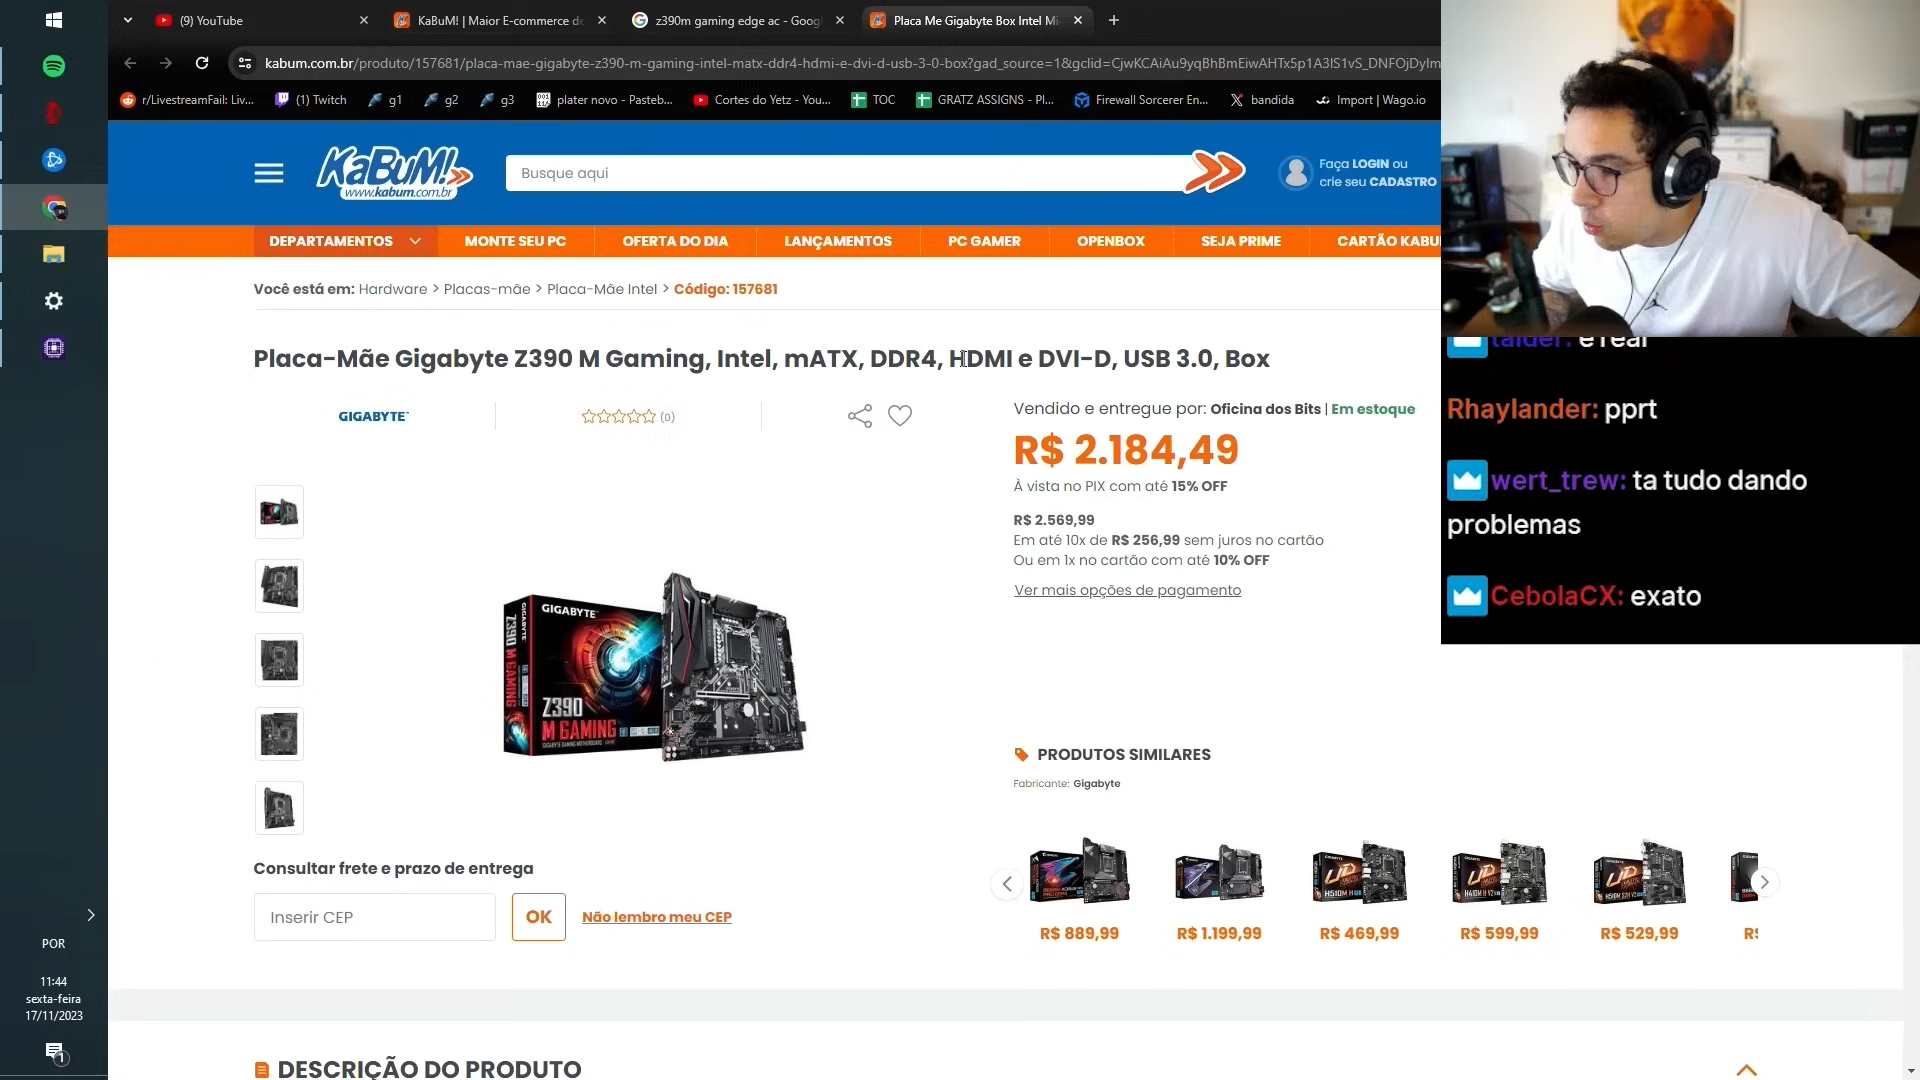 (9) YouTube
KaBuM! | Maior E-commerce de
z390m gaming edge ac - Goog
Placa Me Gigabyte Box Intel Mi
kabum.com.br/produto/157681/placa-mae-gigabyte-z390-m-gaming-intel-matx-ddr4-hdmi-e-dvi-d-usb-3-0-box?gad_source=1&gclid=CjwKCAiAu9yqBhBmEiwAHTx5p1A3lS1vS_DNFOjDylm
r/LivestreamFail: Liv...
(1) Twitch
g1
g2
g3
plater novo - Pasteb...
Cortes do Yetz - You...
TOC
GRATZ ASSIGNS - Pl...
Firewall Sorcerer En...
bandida
Import | Wago.io
KaBuM!
www.kabum.com.br
Busque aqui
Faça LOGIN ou
crie seu CADASTRO
DEPARTAMENTOS
MONTE SEU PC
OFERTA DO DIA
LANÇAMENTOS
PC GAMER
OPENBOX
SEJA PRIME
CARTÃO KABU
Você está em: Hardware > Placas-mãe > Placa-Mãe Intel > Código: 157681
Placa-Mãe Gigabyte Z390 M Gaming, Intel, mATX, DDR4, HDMI e DVI-D, USB 3.0, Box
GIGABYTE
(0)
Vendido e entregue por: Oficina dos Bits | Em estoque
R$ 2.184,49
À vista no PIX com até 15% OFF
R$ 2.569,99
Em até 10x de R$ 256,99 sem juros no cartão
Ou em 1x no cartão com até 10% OFF
Ver mais opções de pagamento
GIGABYTE
Z390 M GAMING
Z390
M GAMING
PRODUTOS SIMILARES
Fabricante: Gigabyte
R$ 889,99
R$ 1.199,99
R$ 469,99
R$ 599,99
R$ 529,99
R$
Consultar frete e prazo de entrega
Inserir CEP
OK
Não lembro meu CEP
DESCRIÇÃO DO PRODUTO
talder: é real
Rhaylander: pprt
wert_trew: ta tudo dando
problemas
CebolaCX: exato
POR
11:44
sexta-feira
17/11/2023
1